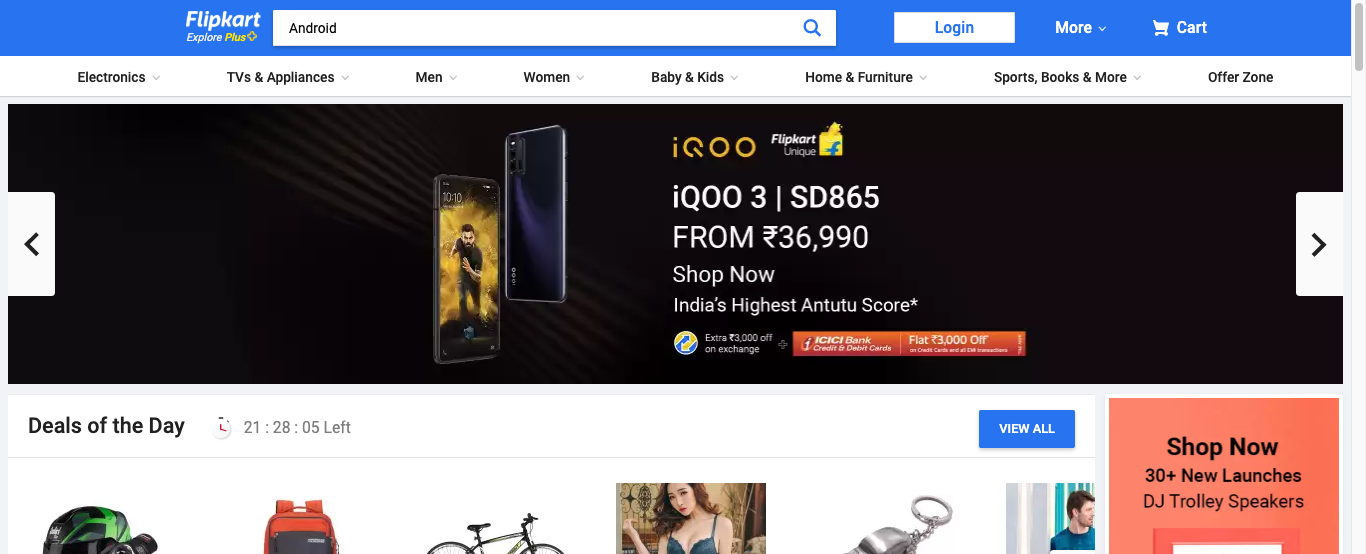 Flipkart
Explore Plus
Android
Login
More
Cart
Electronics
TVs & Appliances
Men
Women
Baby & Kids
Home & Furniture
Sports, Books & More
Offer Zone
iQOO
Flipkart
Unique
10:10
iQOO 3 | SD865
FROM ₹36,990
Shop Now
India's Highest Antutu Score*
Extra ₹3,000 off
on exchange
ICICI Bank
Credit & Debit Cards
Flat ₹3,000 Off
on Credit Cards and all EMI transactions
Deals of the Day
21 : 28 : 05 Left
VIEW ALL
Shop Now
30+ New Launches
DJ Trolley Speakers